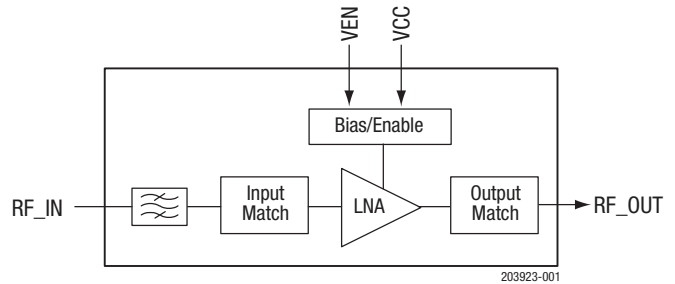 VEN
VCC
Bias/Enable
RF_IN
Input
Match
LNA
Output
Match
RF_OUT
203923-001